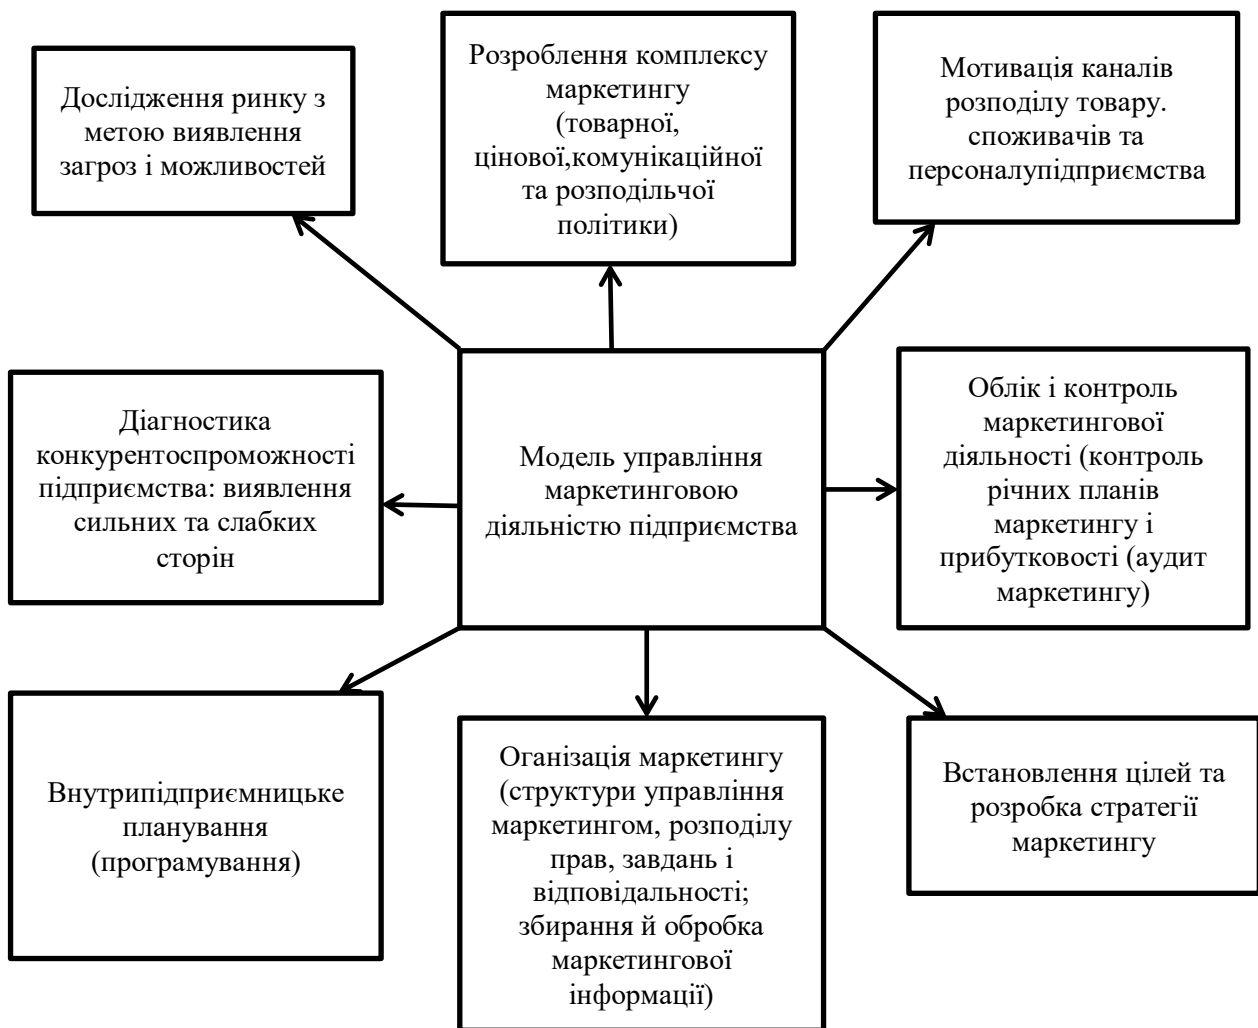 Дослідження ринку з
метою виявлення
загроз і можливостей
Розроблення комплексу
маркетингу
(товарної,
цінової,комунікаційної
та розподільчої
політики)
Мотивація каналів
розподілу товару.
споживачів та
персоналупідприємства
Діагностика
конкурентоспроможності
підприємства: виявлення
сильних та слабких
сторін
Модель управління
маркетинговою
діяльністю підприємства
Облік і контроль
маркетингової
діяльності (контроль
річних планів
маркетингу і
прибутковості (аудит
маркетингу)
Внутрипідприємницьке
планування
(програмування)
Оганізація маркетингу
(структури управління
маркетингом, розподілу
прав, завдань і
відповідальності;
збирання й обробка
маркетингової
інформації)
Встановлення цілей та
розробка стратегії
маркетингу